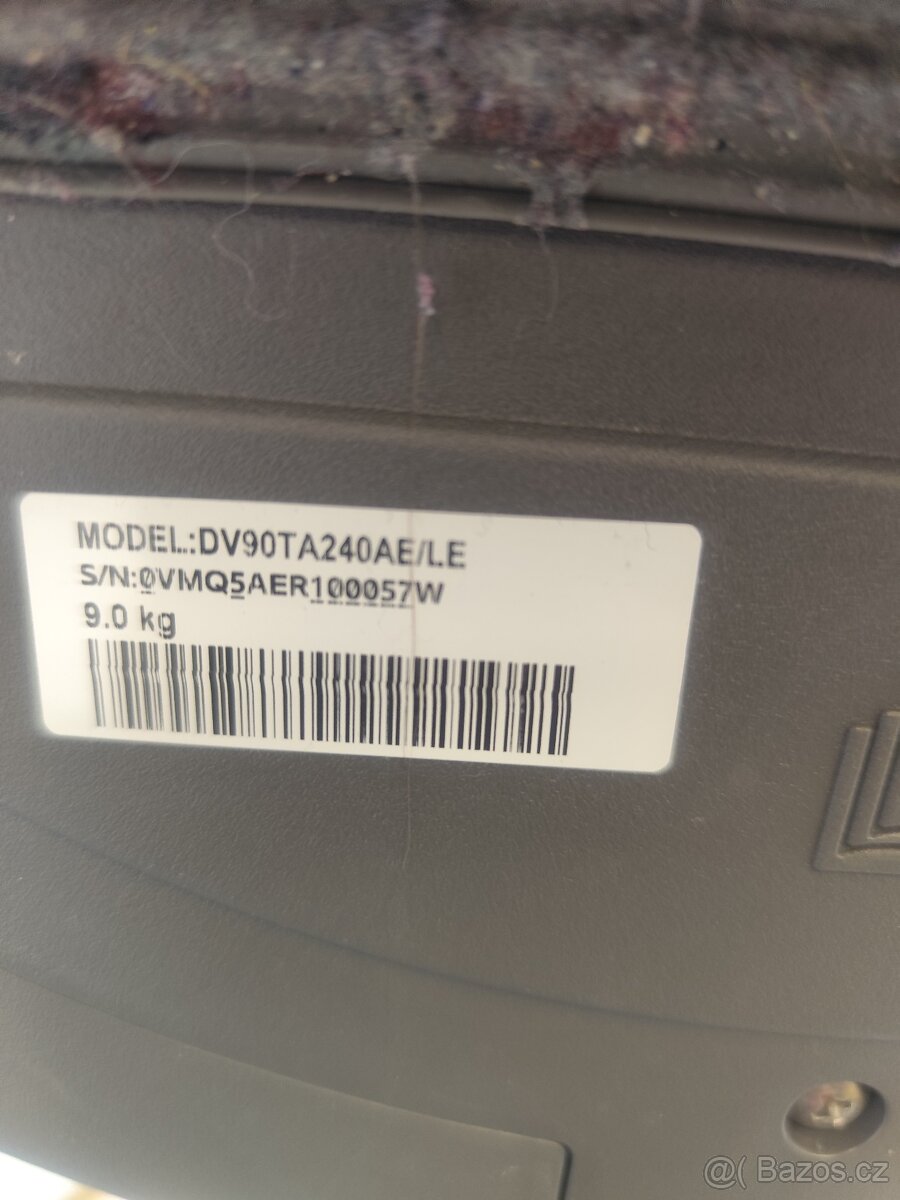 MODEL:DV90TA240AE/LE
S/N:0VMQ5AER100057W
9.0 kg
@( Bazos.cz